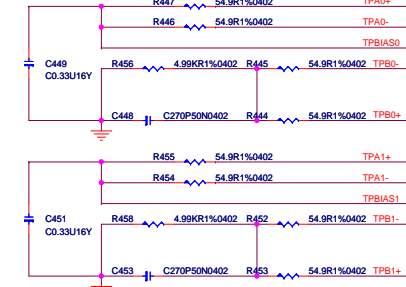 R447 54.9R1%0402 TPA0+
R446 54.9R1%0402 TPA0-
TPBIAS0
C449
C0.33U16Y
R456 4.99KR1%0402 R445 54.9R1%0402 TPB0-
C448 C270P50N0402 R444 54.9R1%0402 TPB0+
R455 54.9R1%0402 TPA1+
R454 54.9R1%0402 TPA1-
TPBIAS1
C451
C0.33U16Y
R458 4.99KR1%0402 R452 54.9R1%0402 TPB1-
C453 C270P50N0402 R453 54.9R1%0402 TPB1+